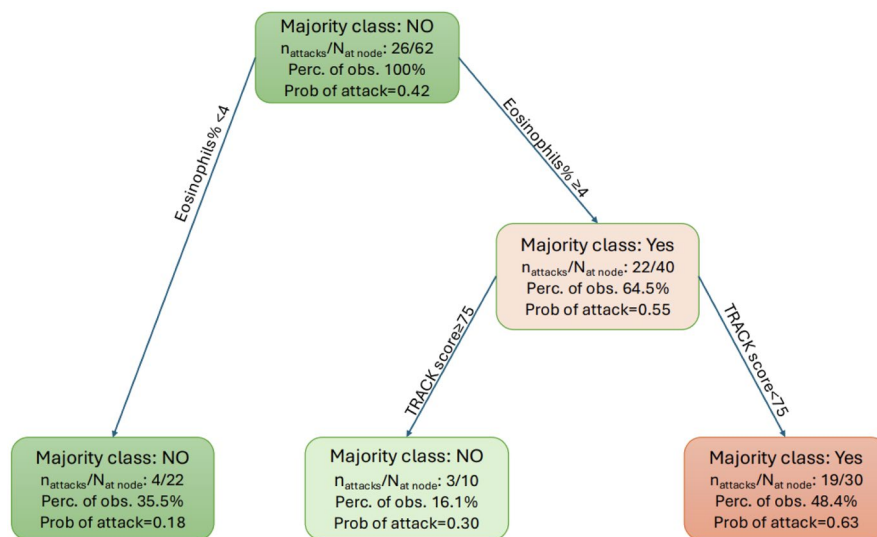 Majority class: NO
nattacks/Nat node: 26/62
Perc. of obs. 100%
Prob of attack=0.42
Eosinophils% <4
Eosinophils% ≥4
Majority class: Yes
nattacks/Nat node: 22/40
Perc. of obs. 64.5%
Prob of attack=0.55
TRACK score≥75
TRACK score<75
Majority class: NO
nattacks/Nat node: 4/22
Perc. of obs. 35.5%
Prob of attack=0.18
Majority class: NO
nattacks/Nat node: 3/10
Perc. of obs. 16.1%
Prob of attack=0.30
Majority class: Yes
nattacks/Nat node: 19/30
Perc. of obs. 48.4%
Prob of attack=0.63